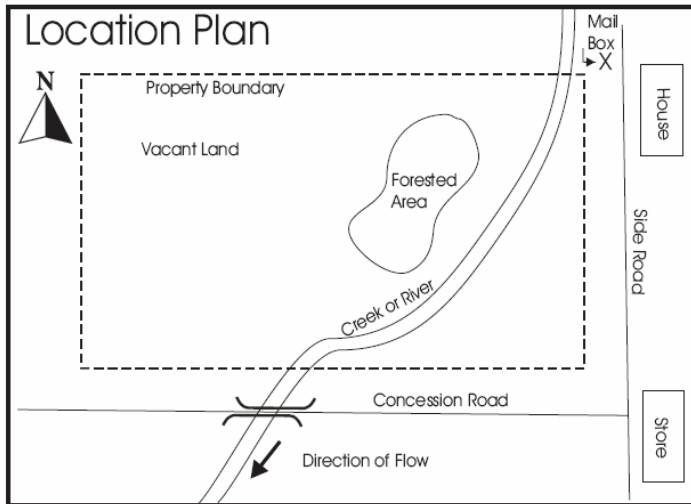 Location Plan
Mail
Box
X
N
Property Boundary
House
Vacant Land
Forested
Area
Side Road
Creek or River
Concession Road
Store
Direction of Flow